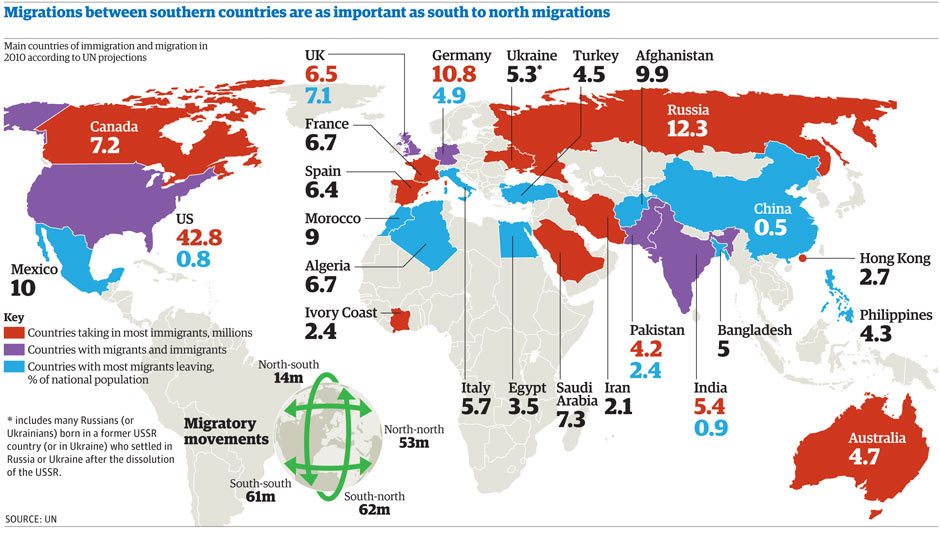 Migrations between southern countries are as important as south to north migrations
Main countries of immigration and migration in
2010 according to UN projections
UK
6.5
7.1
Germany
10.8
4.9
Ukraine
5.3*
Turkey
4.5
Afghanistan
9.9
Canada
7.2
France
6.7
Russia
12.3
Spain
6.4
US
42.8
0.8
Morocco
9
China
0.5
Mexico
10
Algeria
6.7
Hong Kong
2.7
Ivory Coast
2.4
Philippines
4.3
Key
Countries taking in most immigrants, millions
Countries with migrants and immigrants
Countries with most migrants leaving,
% of national population
Pakistan
4.2
2.4
Bangladesh
5
Italy
5.7
Egypt
3.5
Saudi
Arabia
7.3
Iran
2.1
India
5.4
0.9
Australia
4.7
* includes many Russians (or
Ukrainians) born in a former USSR
country (or in Ukraine) who settled in
Russia or Ukraine after the dissolution
of the USSR.
Migratory
movements
North-south
14m
North-north
53m
South-south
61m
South-north
62m
SOURCE: UN